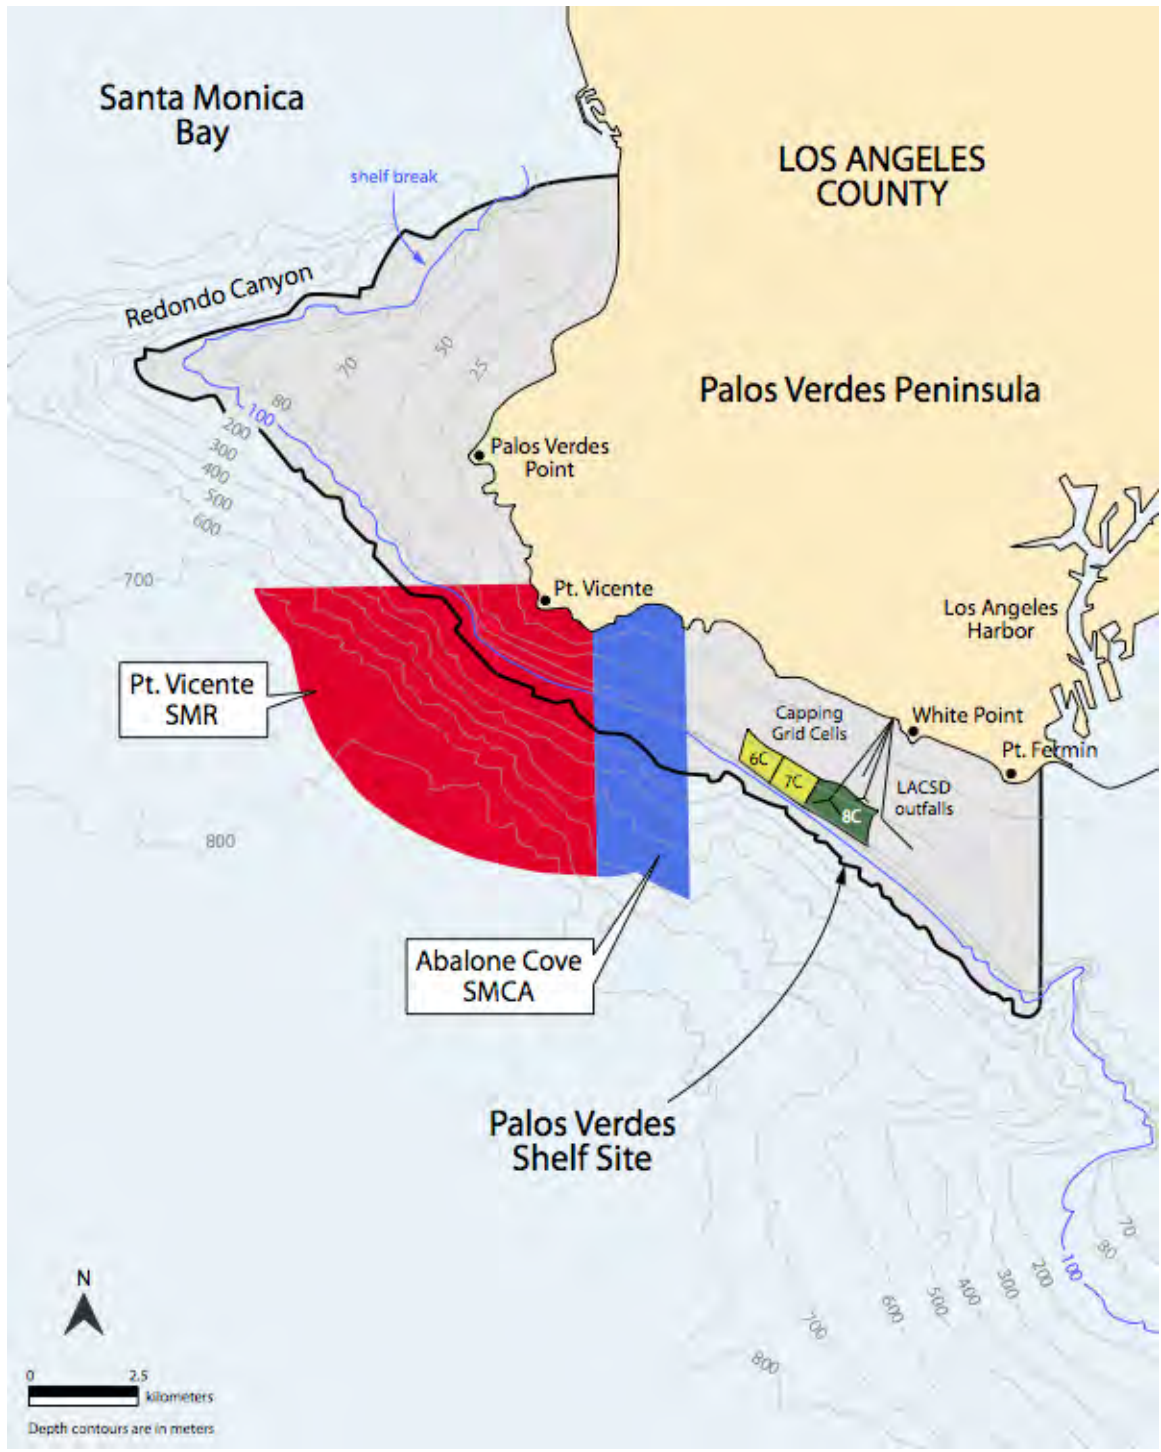 Santa Monica
Bay
LOS ANGELES
COUNTY
shelf break
Redondo Canyon
70
50
25
80
100
200
300
400
500
600
700
800
Palos Verdes Peninsula
Palos Verdes
Point
Pt. Vicente
Los Angeles
Harbor
Pt. Vicente
SMR
Capping
Grid Cells
White Point
Pt. Fermin
6C
7C
8C
LACSD
outfalls
Abalone Cove
SMCA
Palos Verdes
Shelf Site
70
80
100
200
300
400
500
600
700
800
N
0 2.5
kilometers
Depth contours are in meters